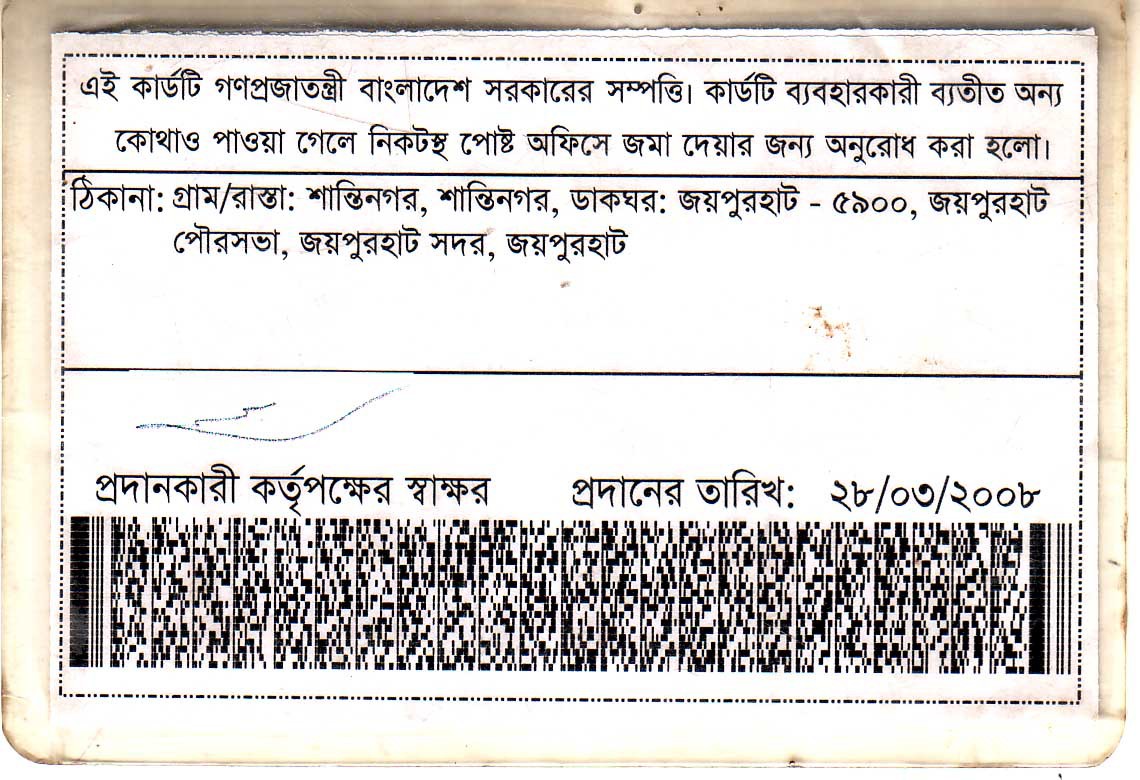 এই কার্ডটি গণপ্রজাতন্ত্রী বাংলাদেশ সরকারের সম্পত্তি। কার্ডটি ব্যবহারকারী ব্যতীত অন্য
কোথাও পাওয়া গেলে নিকটস্থ পোষ্ট অফিসে জমা দেয়ার জন্য অনুরোধ করা হলো।
ঠিকানা: গ্রাম/রাস্তা: শান্তিনগর, শান্তিনগর, ডাকঘর: জয়পুরহাট - ৫৯০০, জয়পুরহাট
পৌরসভা, জয়পুরহাট সদর, জয়পুরহাট
প্রদানকারী কর্তৃপক্ষের স্বাক্ষর প্রদানের তারিখ: ২৮/০৩/২০০৮